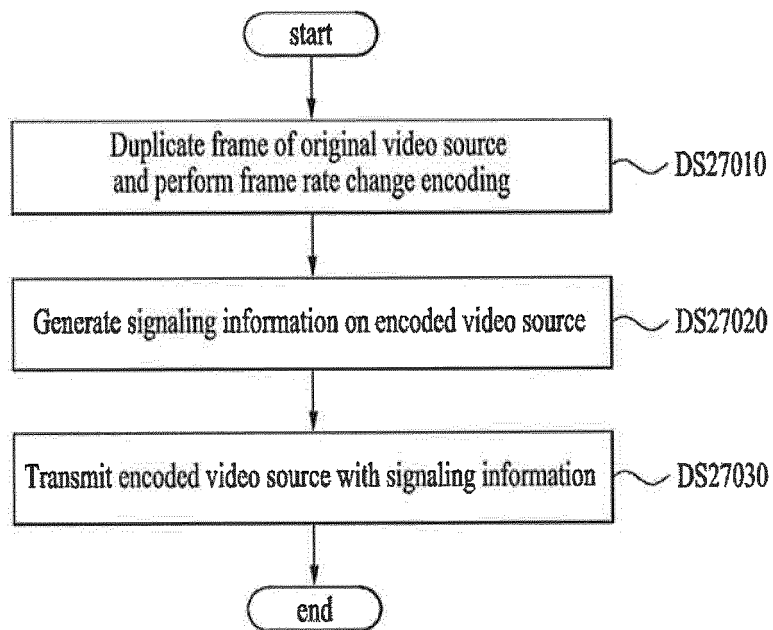 start
Duplicate frame of original video source
and perform frame rate change encoding
DS27010
Generate signaling information on encoded video source
DS27020
Transmit encoded video source with signaling information
DS27030
end